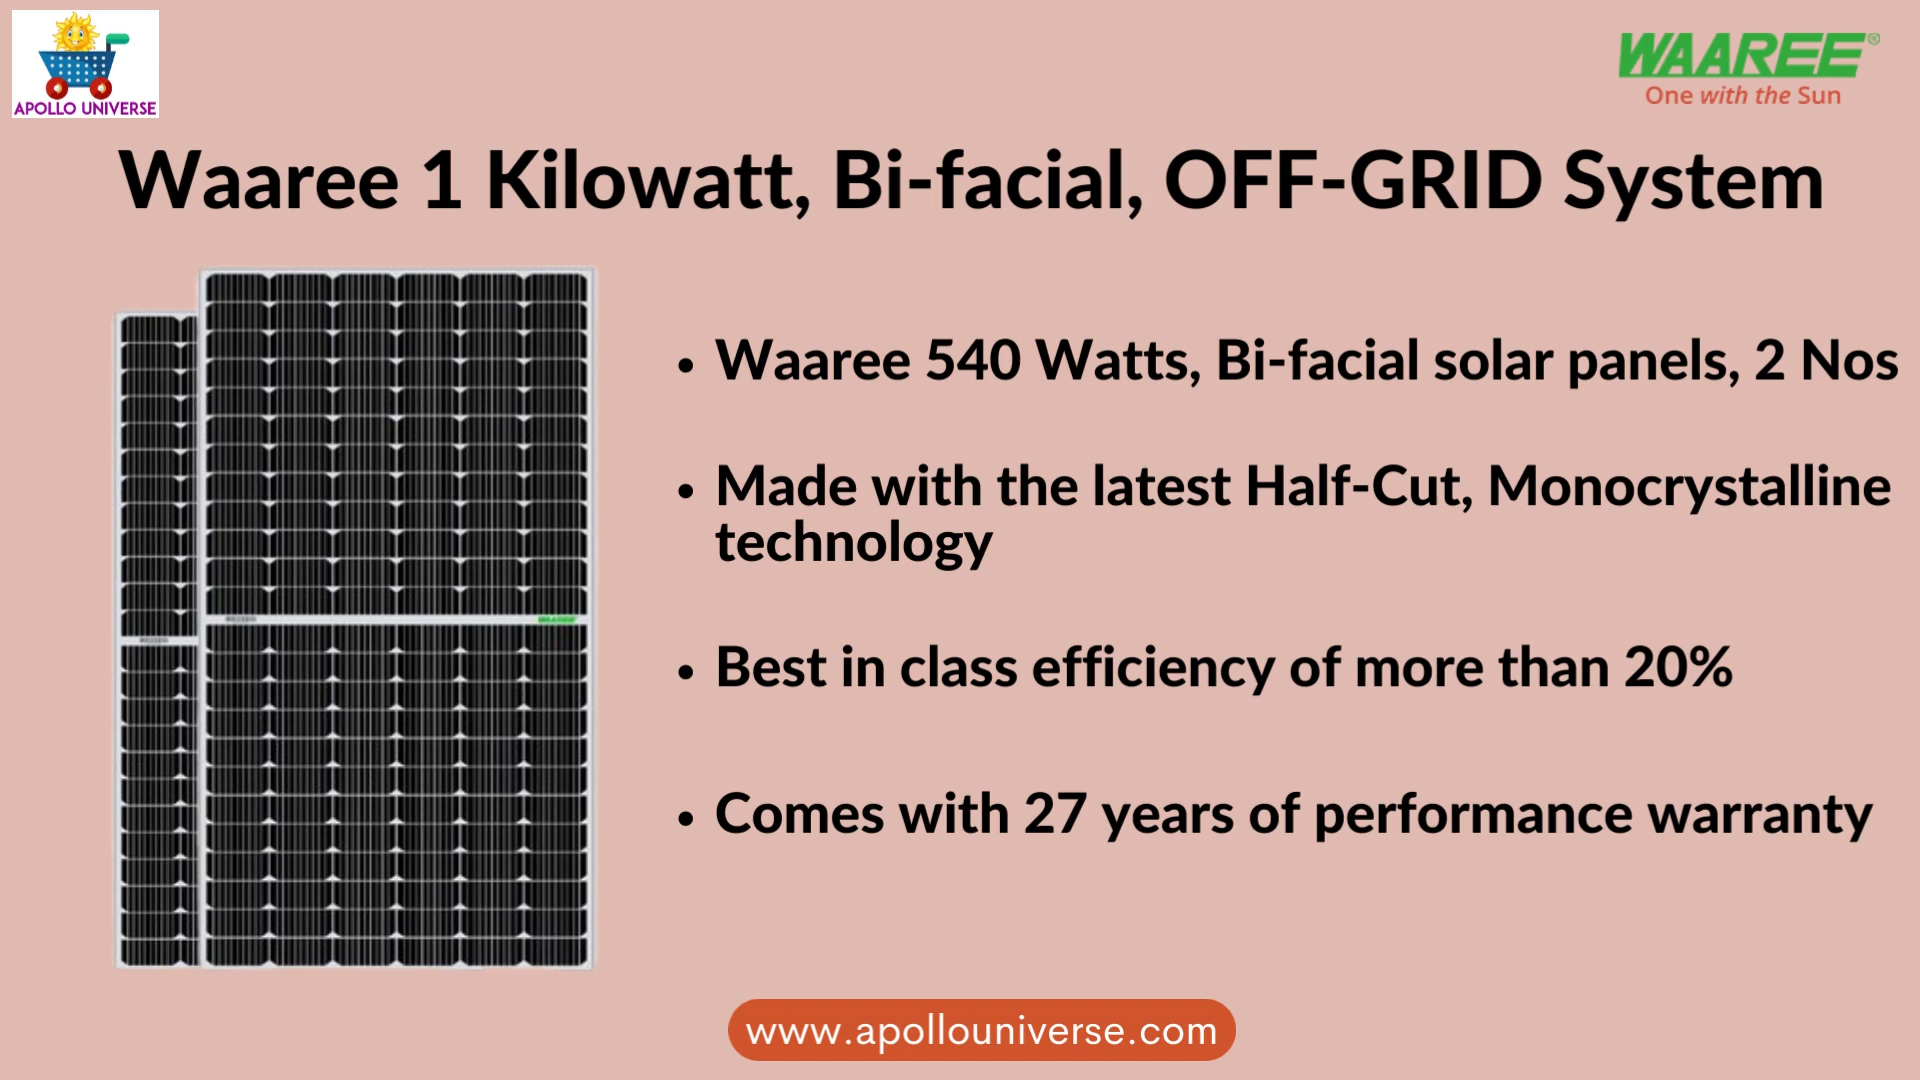 APOLLO UNIVERSE
WAAREE®
One with the Sun
Waaree 1 Kilowatt, Bi-facial, OFF-GRID System
WAAREE
• Waaree 540 Watts, Bi-facial solar panels, 2 Nos
• Made with the latest Half-Cut, Monocrystalline
technology
• Best in class efficiency of more than 20%
• Comes with 27 years of performance warranty
www.apollouniverse.com